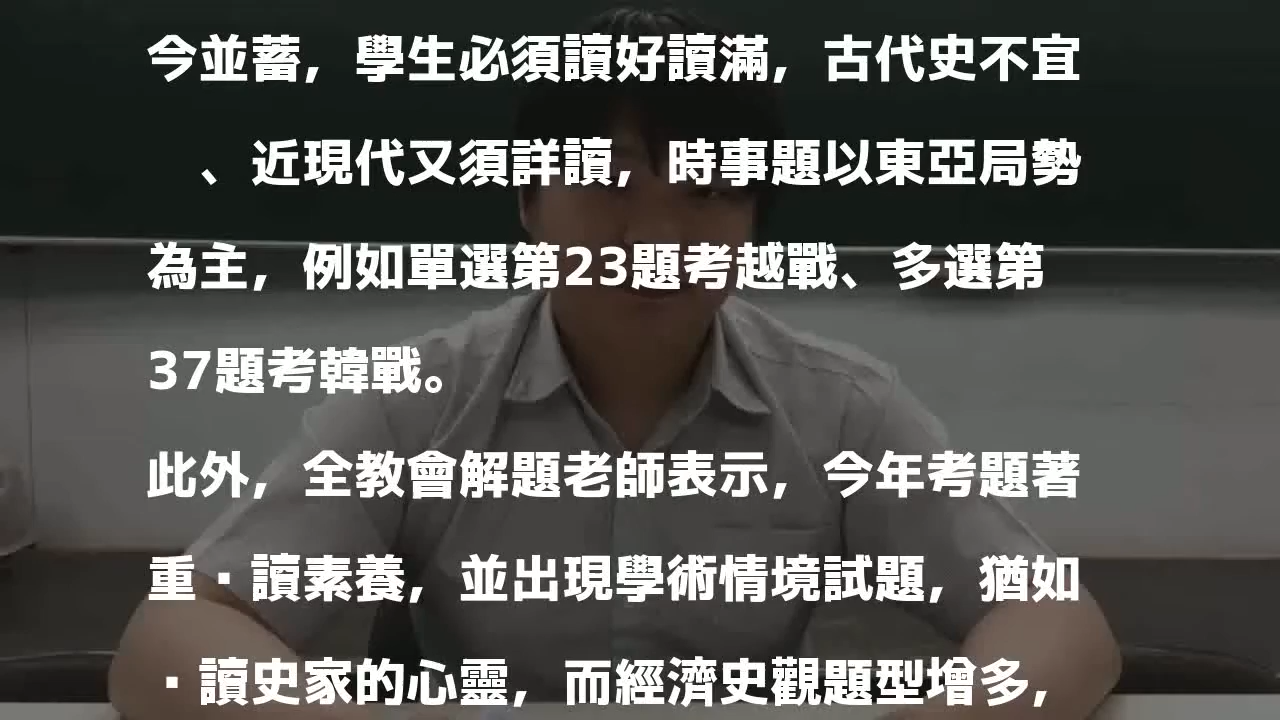 今並蓄，學生必須讀好讀滿，古代史不宜
、近現代又須詳讀，時事題以東亞局勢
為主，例如單選第23題考越戰、多選第
37題考韓戰。
此外，全教會解題老師表示，今年考題著
重·讀素養，並出現學術情境試題，猶如
·讀史家的心靈，而經濟史觀題型增多，